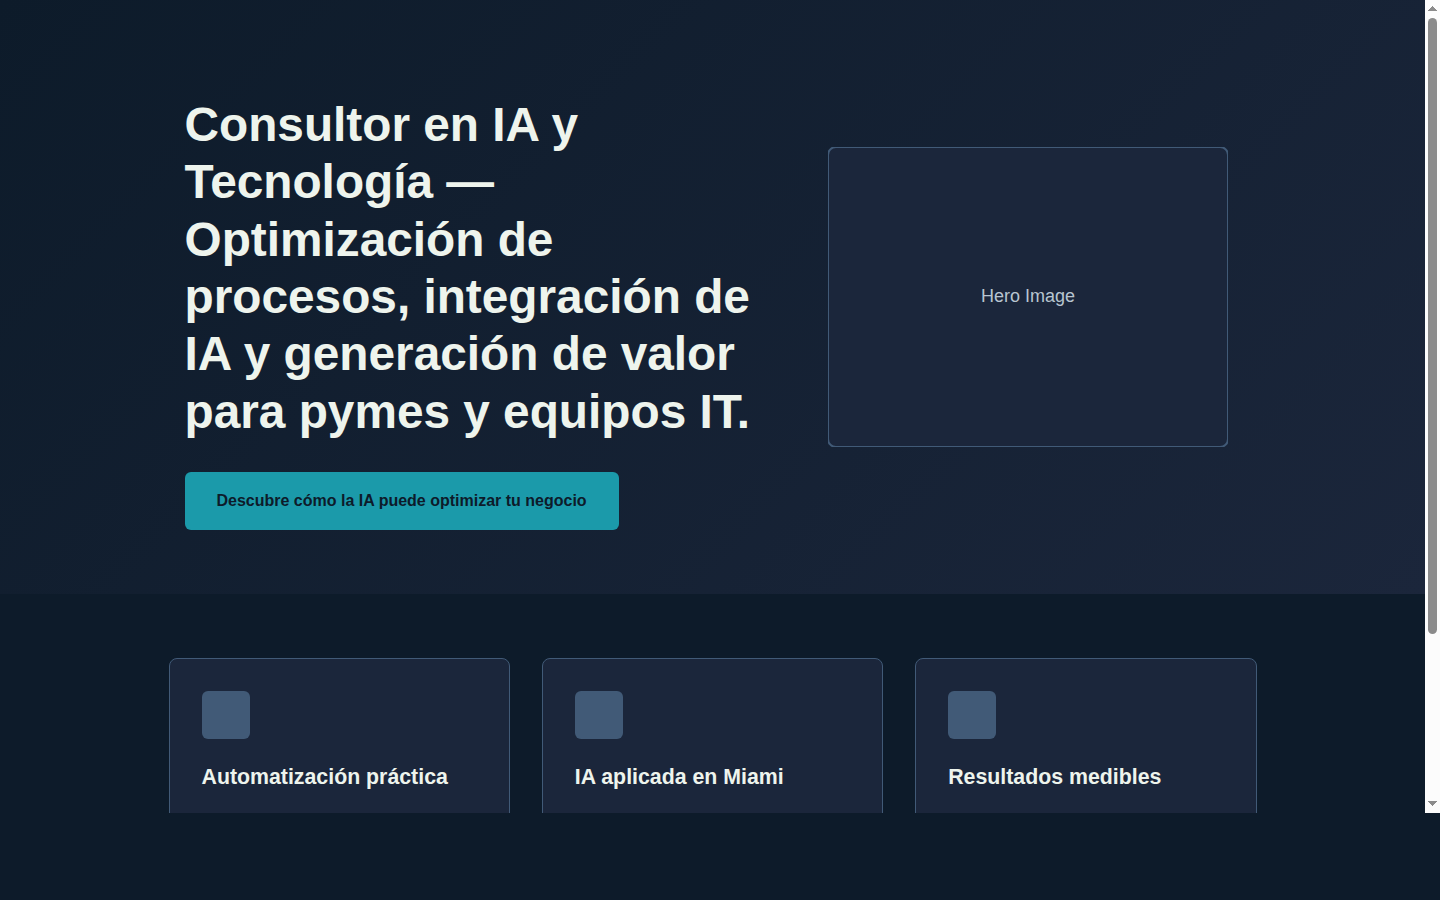 Consultor en IA y
Tecnología —
Optimización de
procesos, integración de
IA y generación de valor
para pymes y equipos IT.
Descubre cómo la IA puede optimizar tu negocio
Hero Image
Automatización práctica
IA aplicada en Miami
Resultados medibles